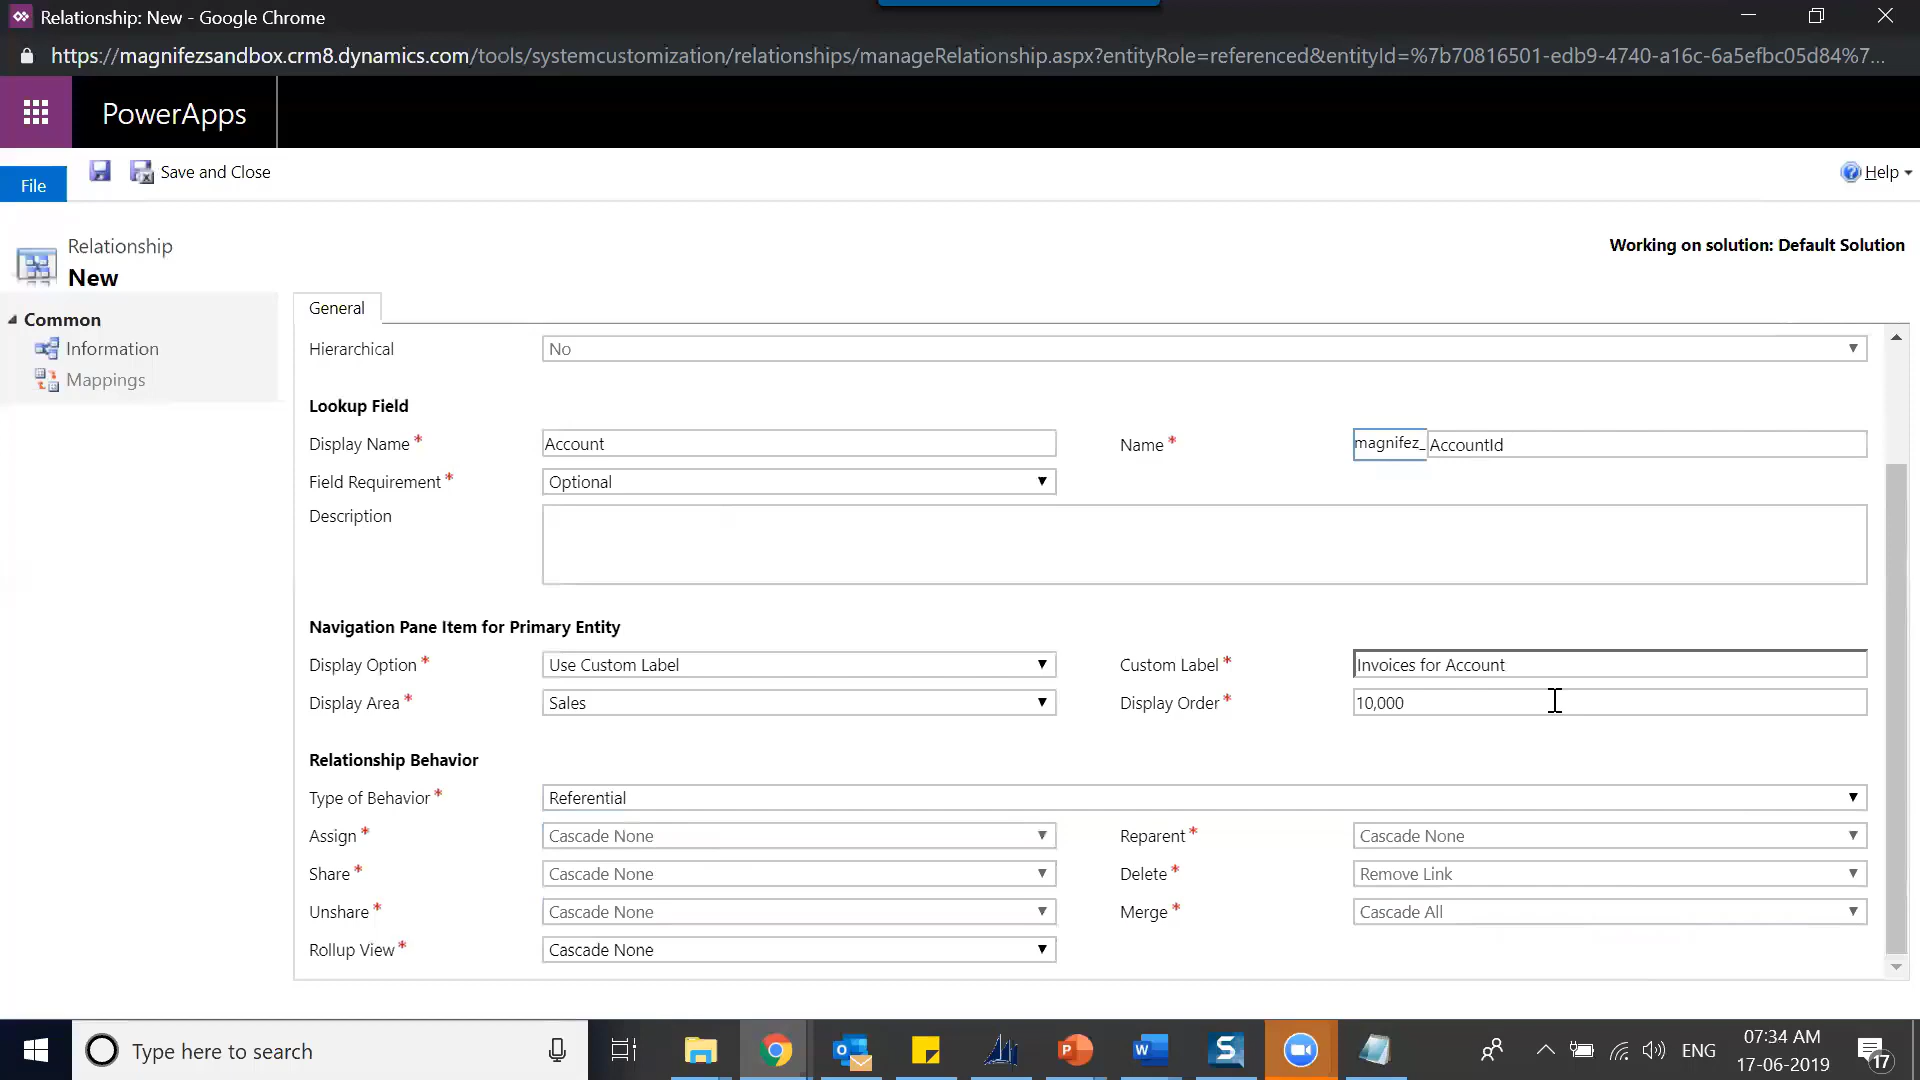 Relationship: New - Google Chrome
https://magnifezsandbox.crm8.dynamics.com/tools/systemcustomization/relationships/manageRelationship.aspx?entityRole=referenced&entityId=%7b70816501-edb9-4740-a16c-6a5efbc05d84%7...
PowerApps
File
Save and Close
Help
Relationship
New
Working on solution: Default Solution
Common
Information
Mappings
General
Hierarchical No
Lookup Field
Display Name * Account Name * magnifez_ AccountId
Field Requirement * Optional
Description
Navigation Pane Item for Primary Entity
Display Option * Use Custom Label Custom Label * Invoices for Account
Display Area * Sales Display Order * 10,000
Relationship Behavior
Type of Behavior * Referential
Assign * Cascade None Reparent * Cascade None
Share * Cascade None Delete * Remove Link
Unshare * Cascade None Merge * Cascade All
Rollup View * Cascade None
Type here to search
ENG
07:34 AM
17-06-2019
17